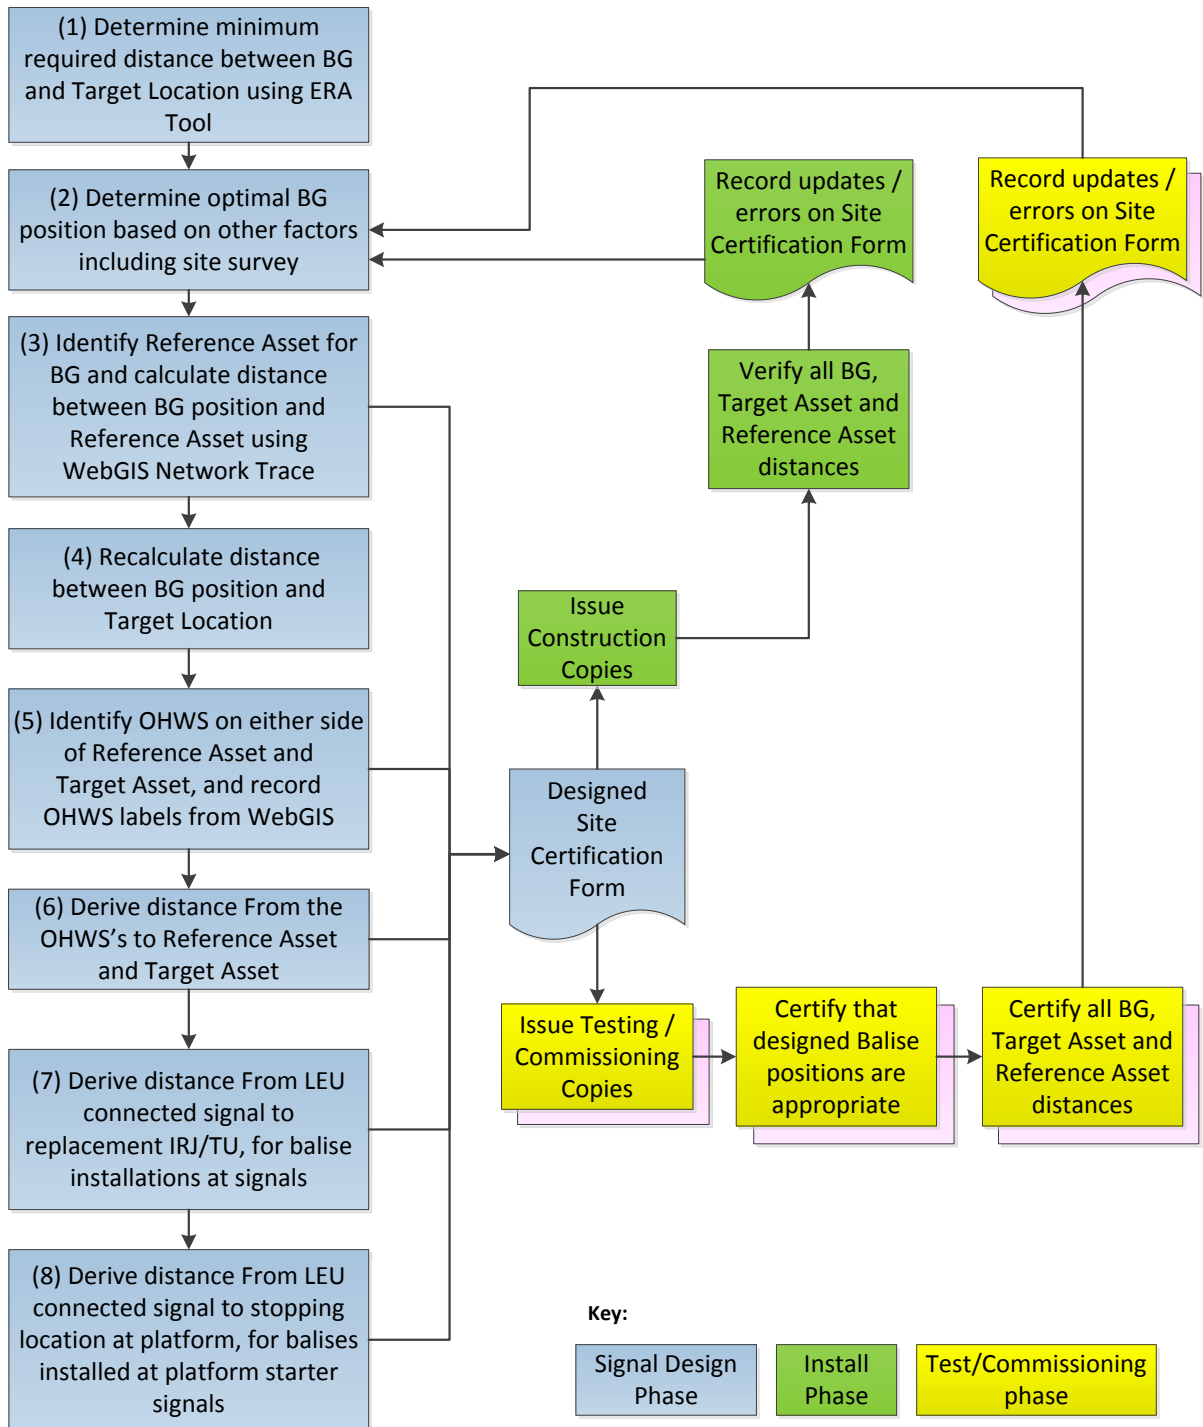 (1) Determine minimum
required distance between BG
and Target Location using ERA
Tool
(2) Determine optimal BG
position based on other factors
including site survey
(3) Identify Reference Asset for
BG and calculate distance
between BG position and
Reference Asset using
WebGIS Network Trace
(4) Recalculate distance
between BG position and
Target Location
(5) Identify OHWS on either side
of Reference Asset and
Target Asset, and record
OHWS labels from WebGIS
(6) Derive distance From the
OHWS's to Reference Asset
and Target Asset
(7) Derive distance From LEU
connected signal to
replacement IRJ/TU, for balise
installations at signals
(8) Derive distance From LEU
connected signal to stopping
location at platform, for balises
installed at platform starter
signals
Designed
Site
Certification
Form
Issue
Construction
Copies
Verify all BG,
Target Asset and
Reference Asset
distances
Record updates /
errors on Site
Certification Form
Issue Testing /
Commissioning
Copies
Certify that
designed Balise
positions are
appropriate
Certify all BG,
Target Asset and
Reference Asset
distances
Record updates /
errors on Site
Certification Form
Key:
Signal Design
Phase
Install
Phase
Test/Commissioning
phase